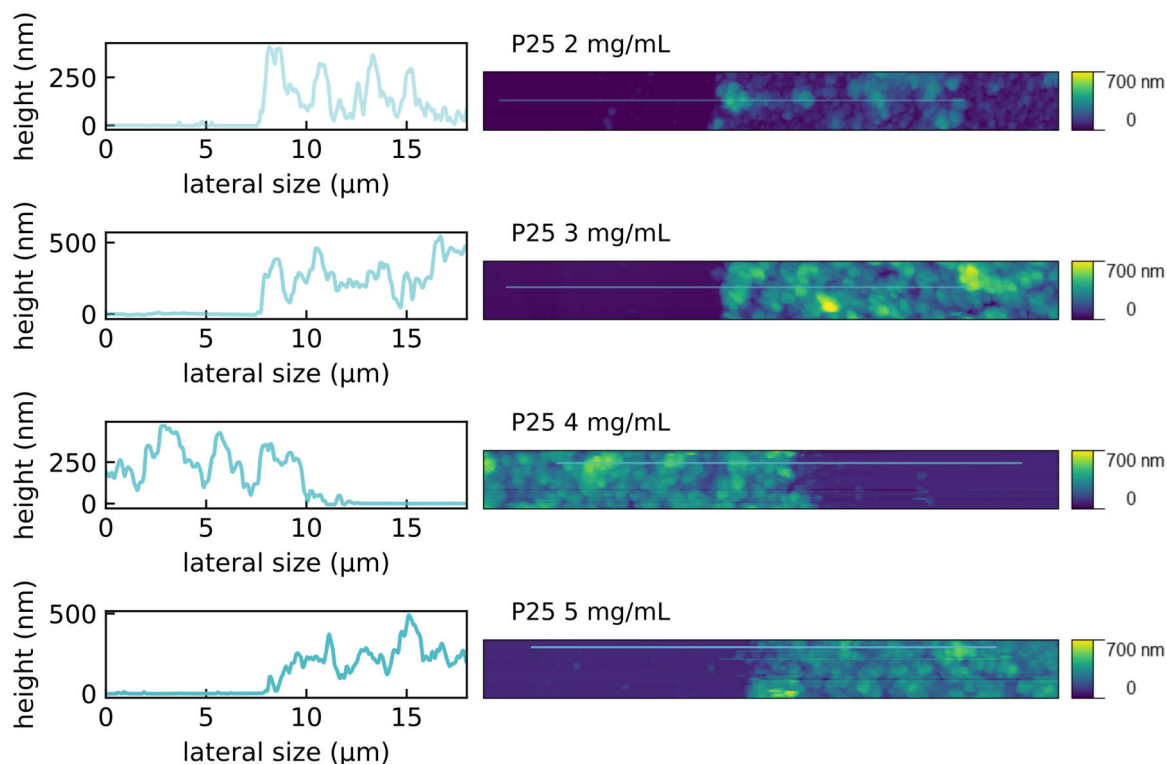 P25 2 mg/mL
height (nm)
250
0
0 5 10 15
lateral size (μm)
700 nm
0
P25 3 mg/mL
height (nm)
500
0
0 5 10 15
lateral size (μm)
700 nm
0
P25 4 mg/mL
height (nm)
250
0
0 5 10 15
lateral size (μm)
700 nm
0
P25 5 mg/mL
height (nm)
500
0
0 5 10 15
lateral size (μm)
700 nm
0